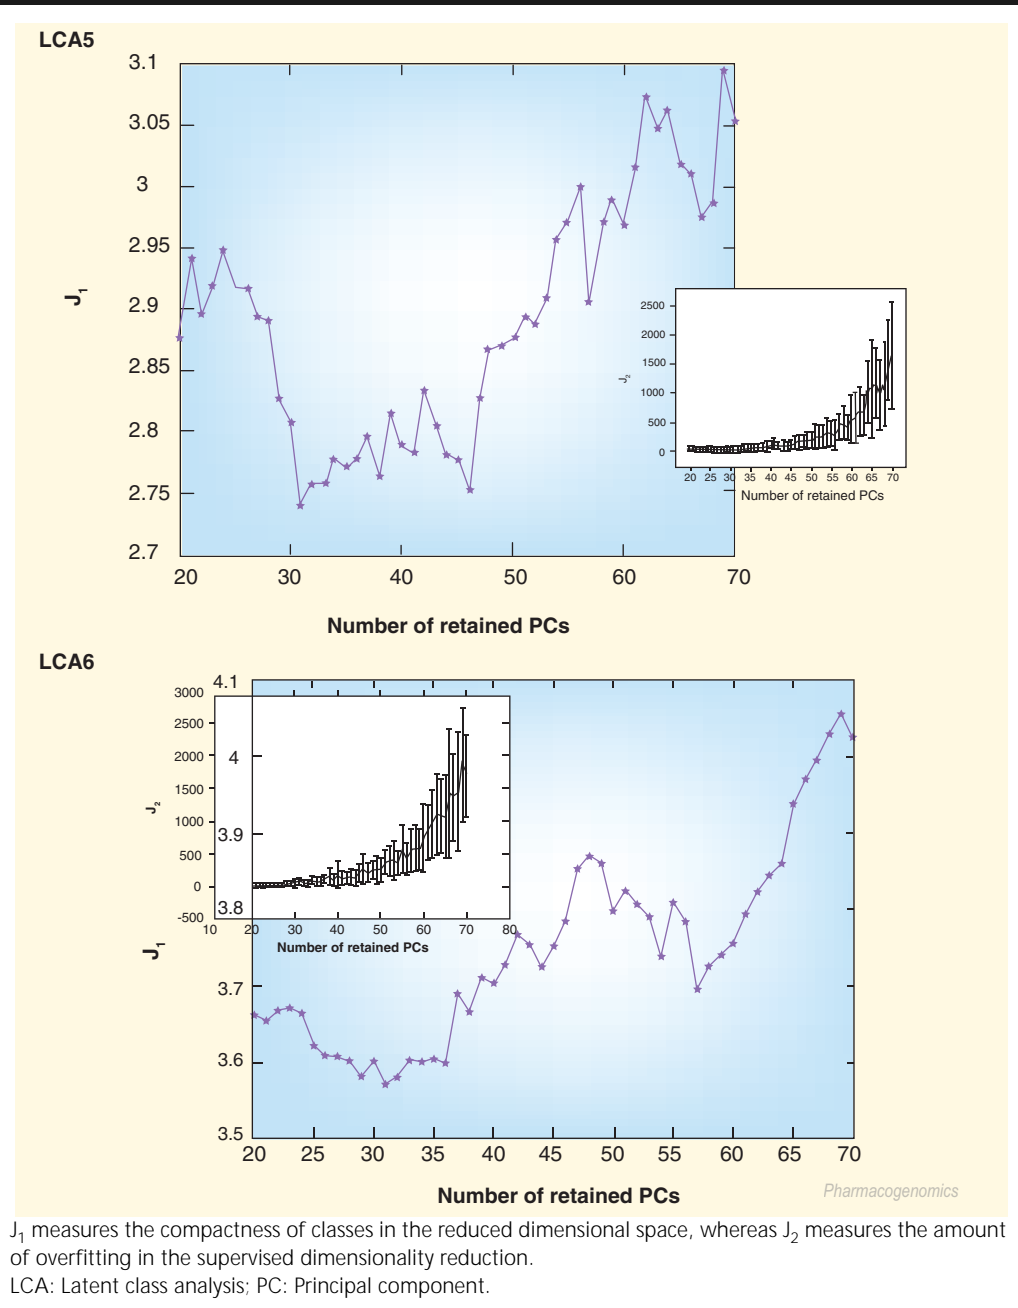 LCA5
3.1
3.05
3
2.95
2.9
2.85
2.8
2.75
2.7
J1
20 30 40 50 60 70
Number of retained PCs
2500
2000
1500
1000
500
0
J2
20 25 30 35 40 45 50 55 60 65 70
Number of retained PCs
LCA6
4.1
4
3.9
3.8
3.7
3.6
3.5
J1
20 25 30 35 40 45 50 55 60 65 70
Number of retained PCs
3000
2500
2000
1500
1000
500
0
-500
J2
10 20 30 40 50 60 70 80
Number of retained PCs
Pharmacogenomics
J1 measures the compactness of classes in the reduced dimensional space, whereas J2 measures the amount
of overfitting in the supervised dimensionality reduction.
LCA: Latent class analysis; PC: Principal component.